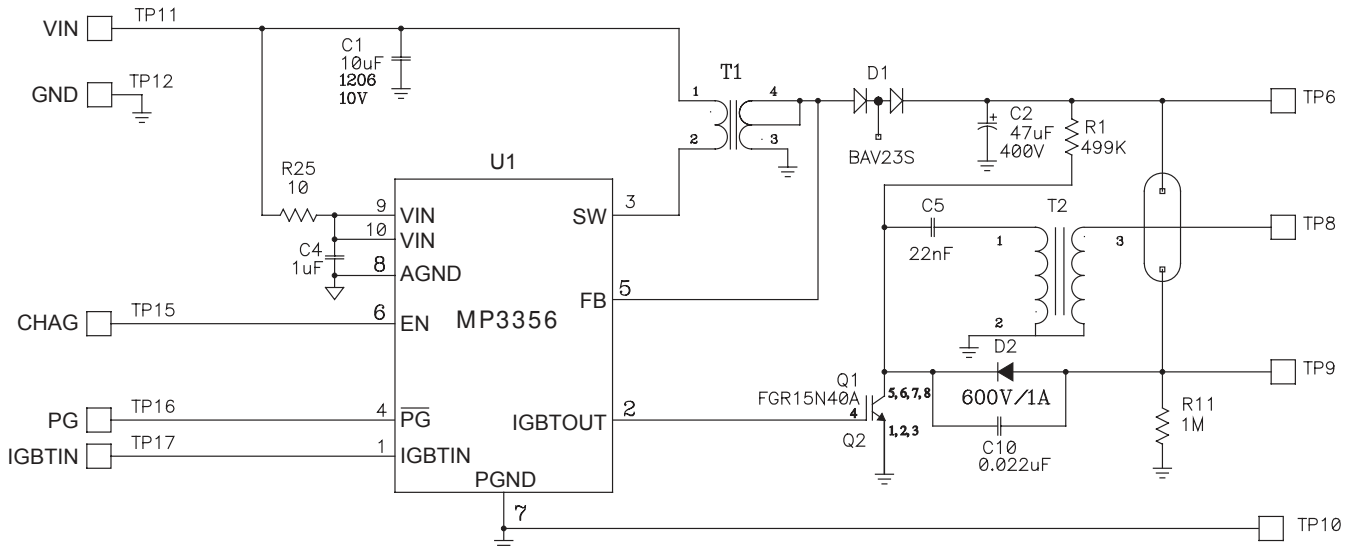 VIN
TP11
C1
10uF
1206
10V
GND
TP12
T1
1
2
4
3
D1
BAV23S
C2
+
47uF
400V
R1
499K
TP6
U1
R25
10
9
VIN
10
VIN
C4
1uF
8
AGND
SW
3
FB
5
C5
22nF
T2
1
2
3
TP8
CHAG
TP15
6
EN
MP3356
D2
600V/1A
TP9
Q1
FGR15N40A
5,6,7,8
4
1,2,3
Q2
C10
0.022uF
R11
1M
PG
TP16
4
PG
IGBTOUT
2
IGBTIN
TP17
1
IGBTIN
PGND
7
TP10